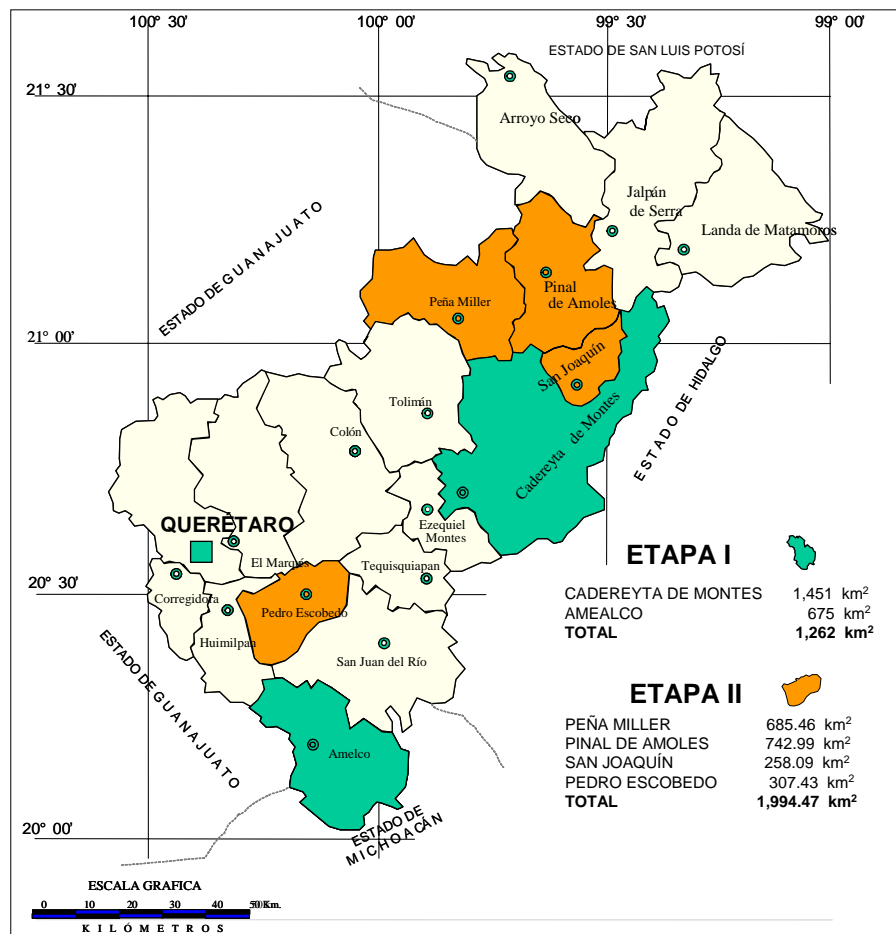 100° 30'
100° 00'
99° 30'
99° 00'
ESTADO DE SAN LUIS POTOSÍ
21° 30'
Arroyo Seco
Jalpán
de Serra
Landa de Matamoros
ESTADO DE GUANAJUATO
Pinal
de Amoles
Peña Miller
21° 00'
San Joaquín
ESTADO DE HIDALGO
Tolimán
Cadereyta de Montes
Colón
QUERÉTARO
Ezequiel
Montes
El Marqués
Tequisquiapan
20° 30'
Corregidora
Pedro Escobedo
Huimilpan
San Juan del Río
ESTADO DE GUANAJUATO
Amelco
20° 00'
ESTADO DE
MICHOACÁN
ETAPA I
CADEREYTA DE MONTES 1,451 km²
AMEALCO 675 km²
TOTAL 1,262 km²
ETAPA II
PEÑA MILLER 685.46 km²
PINAL DE AMOLES 742.99 km²
SAN JOAQUÍN 258.09 km²
PEDRO ESCOBEDO 307.43 km²
TOTAL 1,994.47 km²
ESCALA GRAFICA
0 10 20 30 40 50 Km.
KILÓMETROS